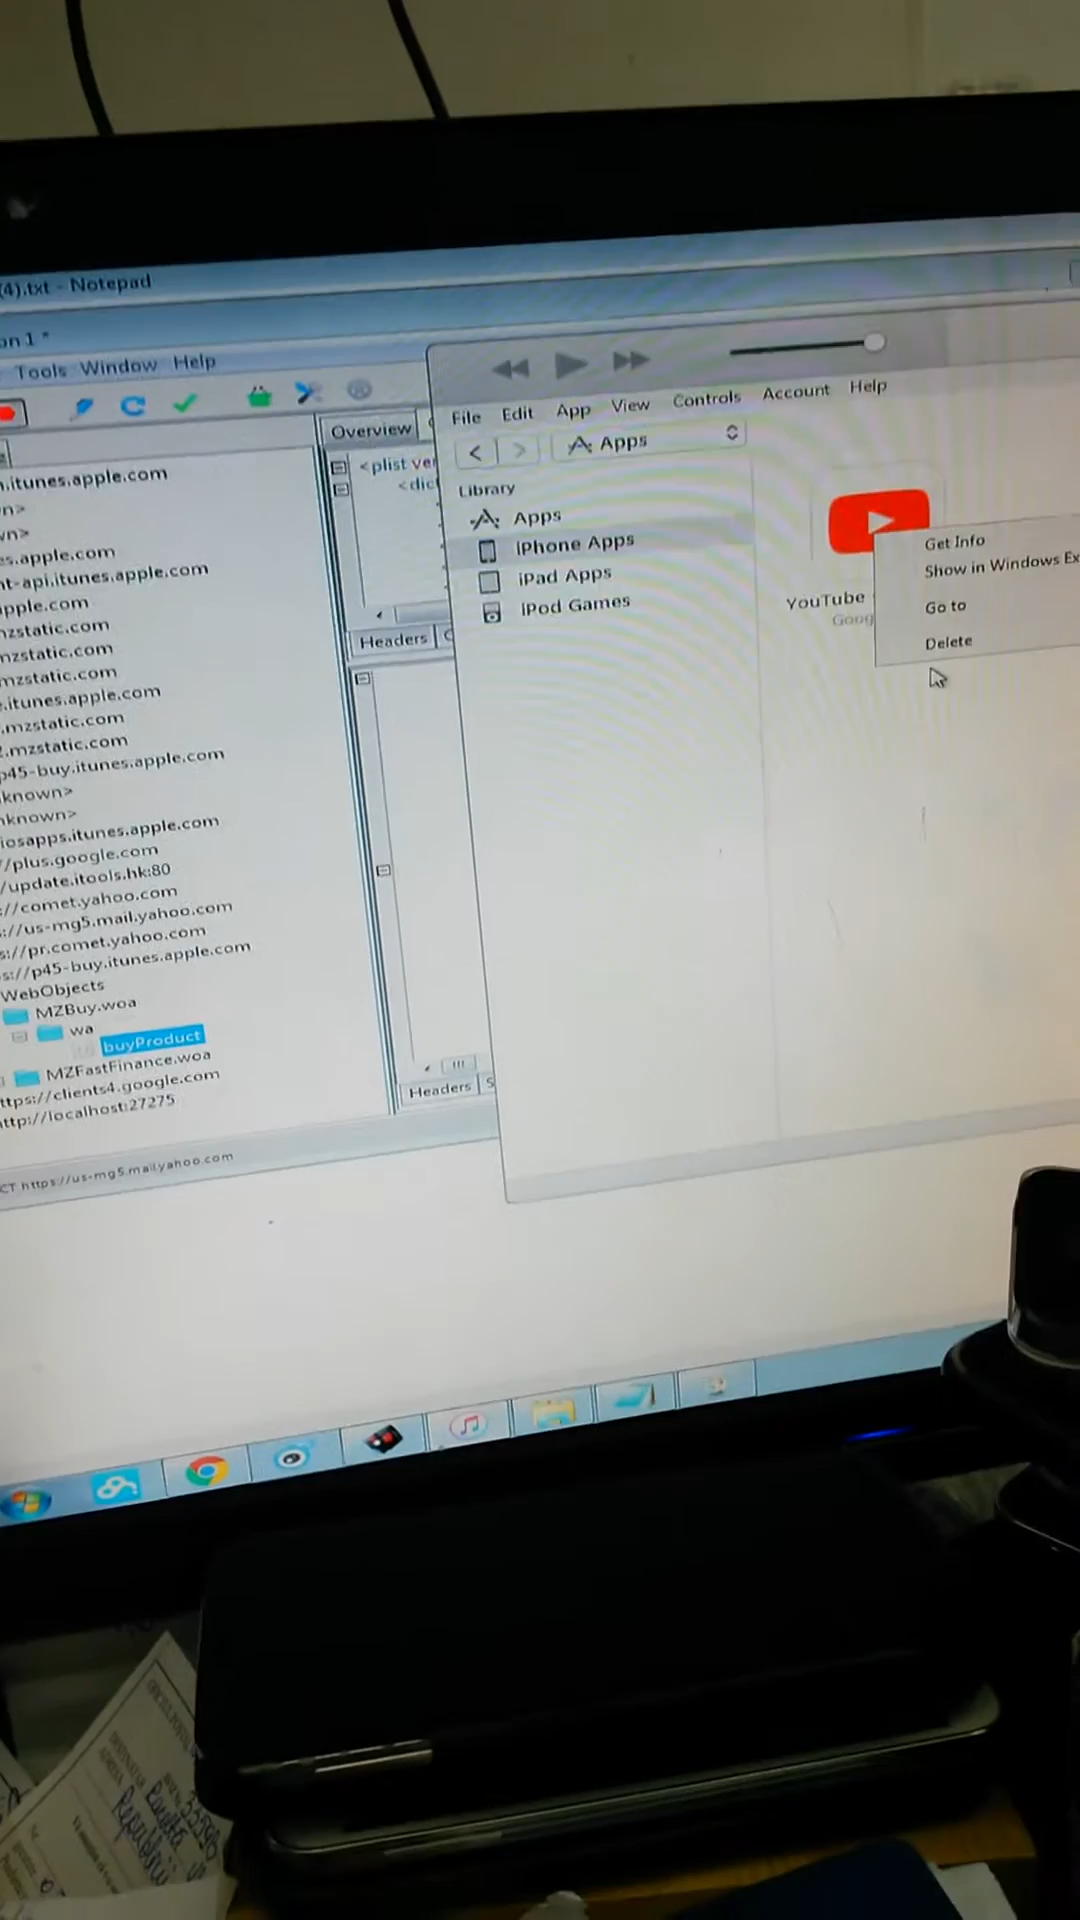 (4).txt - Notepad
on 1 *
Tools Window Help
.itunes.apple.com
n>
wn>
es.apple.com
nt-api.itunes.apple.com
apple.com
mzstatic.com
mzstatic.com
mzstatic.com
.itunes.apple.com
.mzstatic.com
.mzstatic.com
p45-buy.itunes.apple.com
known>
nknown>
iosapps.itunes.apple.com
//plus.google.com
/update.itools.hk:80
://comet.yahoo.com
://us-mg5.mail.yahoo.com
s://pr.comet.yahoo.com
s://p45-buy.itunes.apple.com
WebObjects
MZBuy.woa
wa
buyProduct
MZFastFinance.woa
ttps://clients4.google.com
ttp://localhost:27275
CT https://us-mg5.mail.yahoo.com
Overview
<plist ver
<dict
Headers
Headers
File Edit App View Controls Account Help
Apps
Library
Apps
iPhone Apps
iPad Apps
iPod Games
YouTube
Goog
Get Info
Show in Windows Ex
Go to
Delete